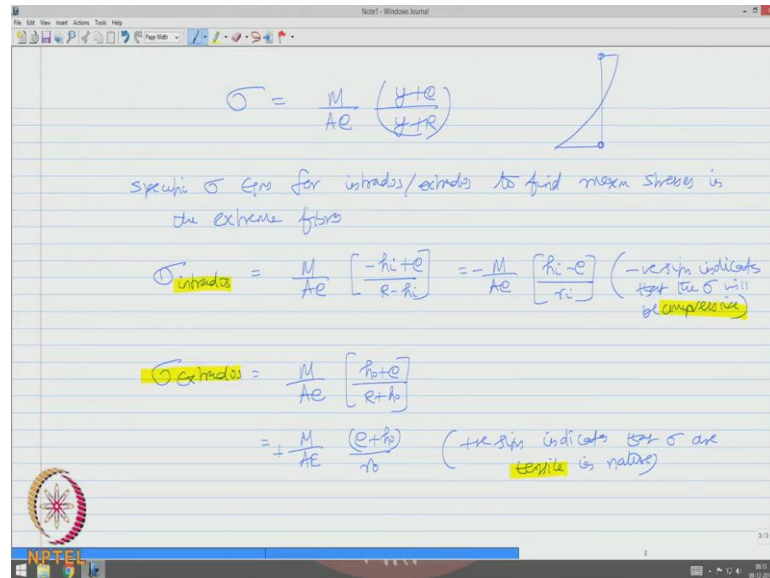 Note1 - Windows Journal
File Edit View Insert Actions Tools Help
Page Width
σ = M/Ae (y+e)/(y+R)
specific σ Eqns for intrados/extrados to find maxm stresses in
the extreme fibres
σ intrados = M/Ae [-hi+e / R-hi] = -M/Ae [hi-e / ri] (-ve sign indicates
that the σ will
be compressive)
σ Extrados = M/Ae [ho+e / R+ho]
= + M/AE (e+ho)/ro (+ve sign indicates that σ are
tensile in nature)
NPTEL
3/3
3